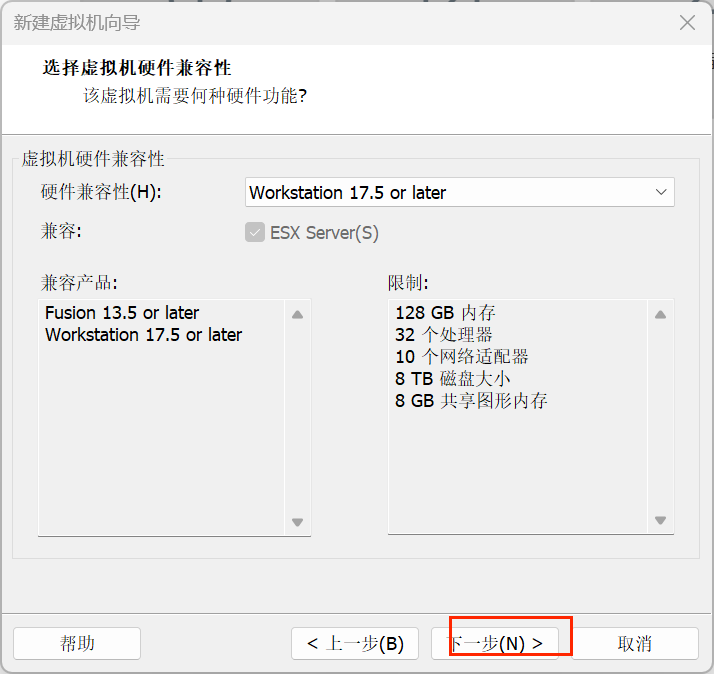 新建虚拟机向导
选择虚拟机硬件兼容性
该虚拟机需要何种硬件功能?
虚拟机硬件兼容性
硬件兼容性(H): Workstation 17.5 or later
兼容: ESX Server(S)
兼容产品: 限制:
Fusion 13.5 or later
Workstation 17.5 or later
128 GB 内存
32 个处理器
10 个网络适配器
8 TB 磁盘大小
8 GB 共享图形内存
帮助 < 上一步(B) 下一步(N) > 取消